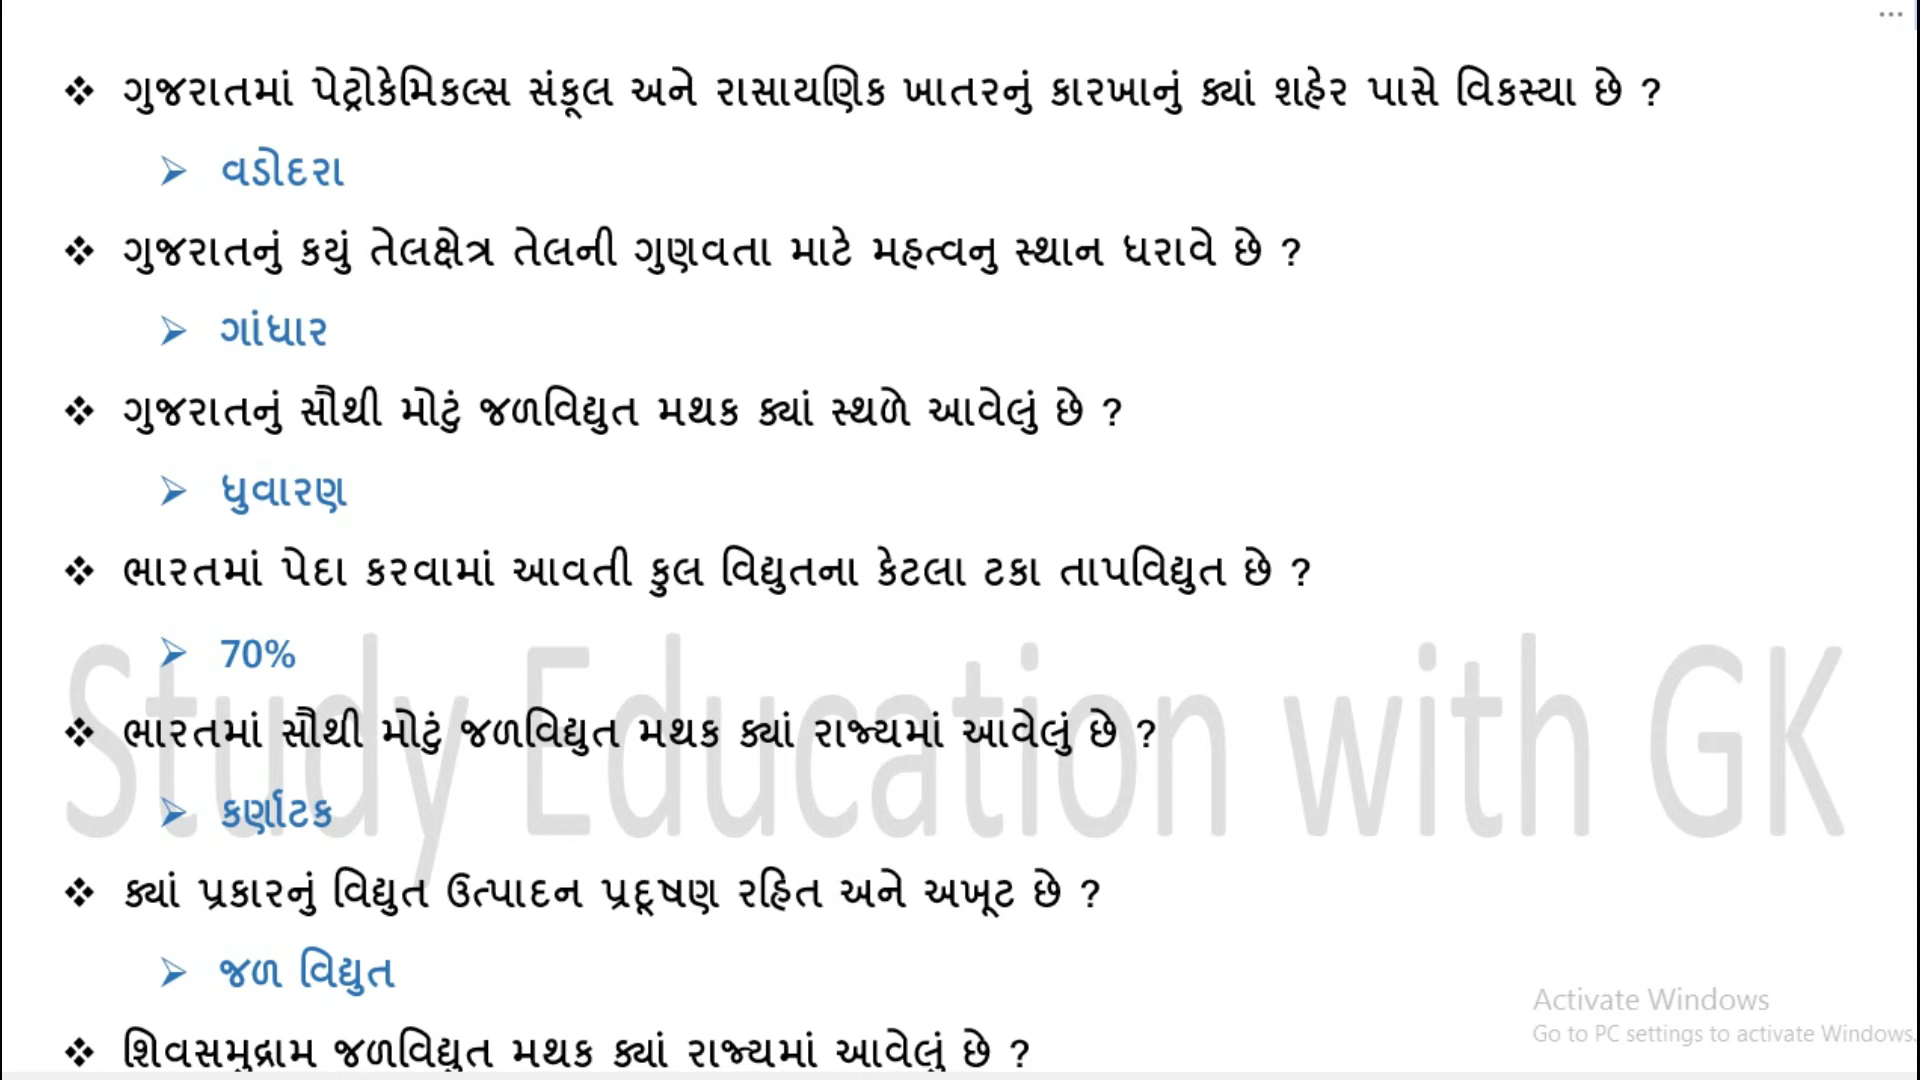 ❖ ગુજરાતમાં પેટ્રોકેમિકલ્સ સંકૂલ અને રાસાયણિક ખાતરનું કારખાનું ક્યાં શહેર પાસે વિકસ્યા છે ?
➢ વડોદરા
❖ ગુજરાતનું કયું તેલક્ષેત્ર તેલની ગુણવતા માટે મહત્વનુ સ્થાન ધરાવે છે ?
➢ ગાંધાર
❖ ગુજરાતનું સૌથી મોટું જળવિદ્યુત મથક ક્યાં સ્થળે આવેલું છે ?
➢ ધુવારણ
❖ ભારતમાં પેદા કરવામાં આવતી કુલ વિદ્યુતના કેટલા ટકા તાપવિદ્યુત છે ?
➢ 70%
❖ ભારતમાં સૌથી મોટું જળવિદ્યુત મથક ક્યાં રાજ્યમાં આવેલું છે ?
Study Education with GK
➢ કર્ણાટક
❖ ક્યાં પ્રકારનું વિદ્યુત ઉત્પાદન પ્રદૂષણ રહિત અને અખૂટ છે ?
➢ જળ વિદ્યુત
Activate Windows
Go to PC settings to activate Windows.
❖ શિવસમુદ્રામ જળવિદ્યુત મથક ક્યાં રાજ્યમાં આવેલું છે ?